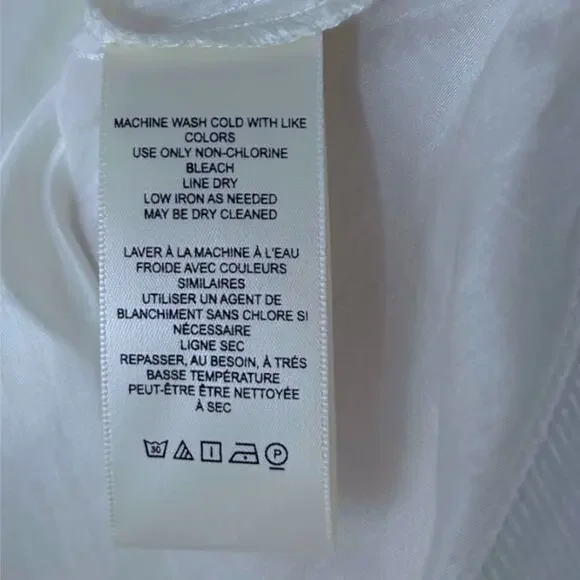 MACHINE WASH COLD WITH LIKE
COLORS
USE ONLY NON-CHLORINE
BLEACH
LINE DRY
LOW IRON AS NEEDED
MAY BE DRY CLEANED
LAVER À LA MACHINE À L'EAU
FROIDE AVEC COULEURS
SIMILAIRES
UTILISER UN AGENT DE
BLANCHIMENT SANS CHLORE SI
NÉCESSAIRE
LIGNE SEC
REPASSER, AU BESOIN, À TRÉS
BASSE TEMPÉRATURE
PEUT-ÊTRE ÊTRE NETTOYÉE
À SEC
30 P